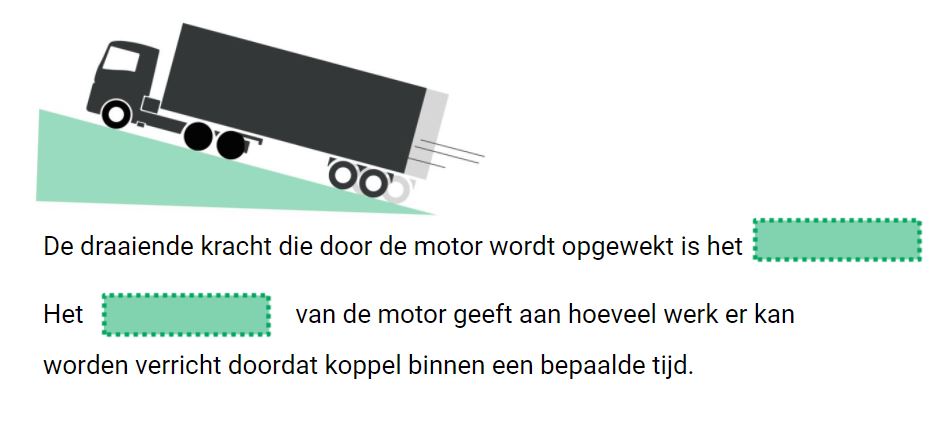 De draaiende kracht die door de motor wordt opgewekt is het
Het van de motor geeft aan hoeveel werk er kan
worden verricht doordat koppel binnen een bepaalde tijd.